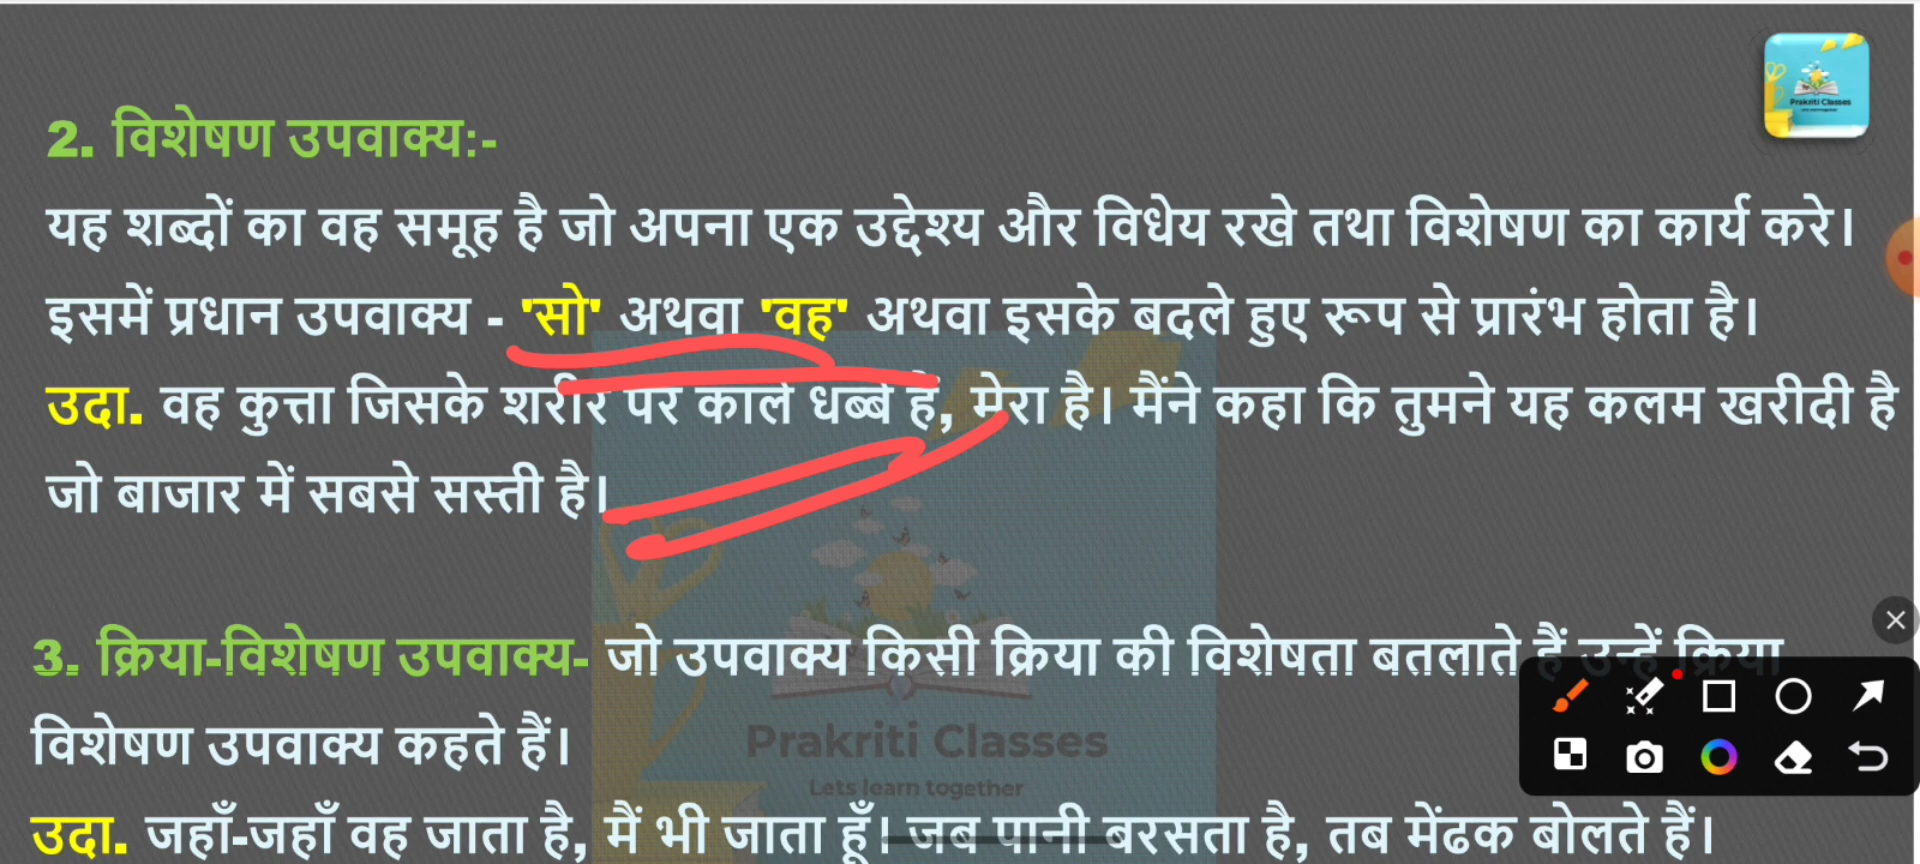 Prakriti Classes
2. विशेषण उपवाक्य:-
यह शब्दों का वह समूह है जो अपना एक उद्देश्य और विधेय रखे तथा विशेषण का कार्य करे।
इसमें प्रधान उपवाक्य - 'सो' अथवा 'वह' अथवा इसके बदले हुए रूप से प्रारंभ होता है।
उदा. वह कुत्ता जिसके शरीर पर काले धब्बे हैं, मेरा है। मैंने कहा कि तुमने यह कलम खरीदी है
जो बाजार में सबसे सस्ती है।
3. क्रिया-विशेषण उपवाक्य- जो उपवाक्य किसी क्रिया की विशेषता बतलाते हैं उन्हें क्रिया
विशेषण उपवाक्य कहते हैं।
Prakriti Classes
Lets learn together
उदा. जहाँ-जहाँ वह जाता है, मैं भी जाता हूँ। जब पानी बरसता है, तब मेंढक बोलते हैं।